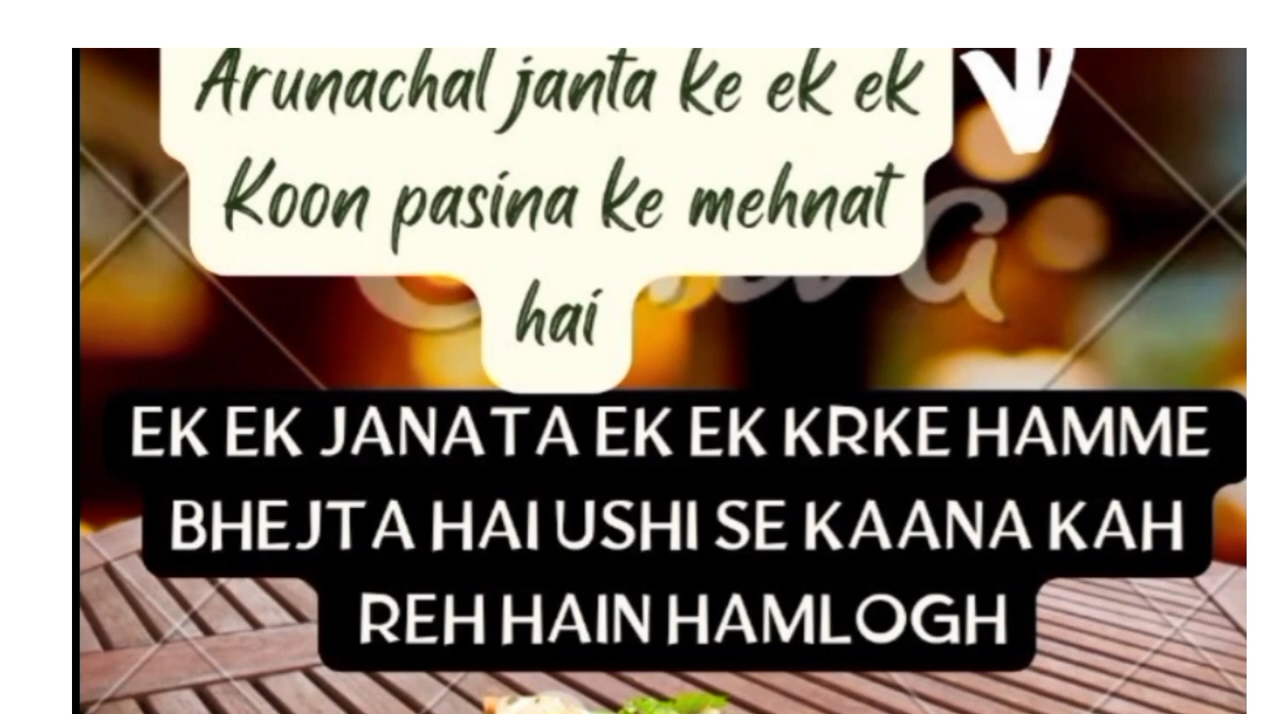 Arunachal janta ke ek ek
Koon pasina ke mehnat
hai
EK EK JANATA EK EK KRKE HAMME
BHEJTA HAI USHI SE KAANA KAH
REH HAIN HAMLOGH